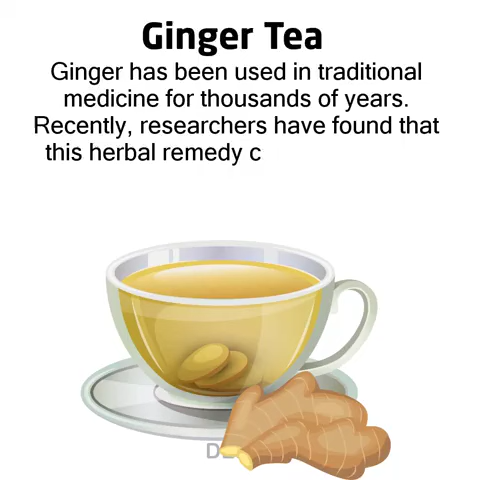 Ginger Tea
Ginger has been used in traditional
medicine for thousands of years.
Recently, researchers have found that
this herbal remedy c